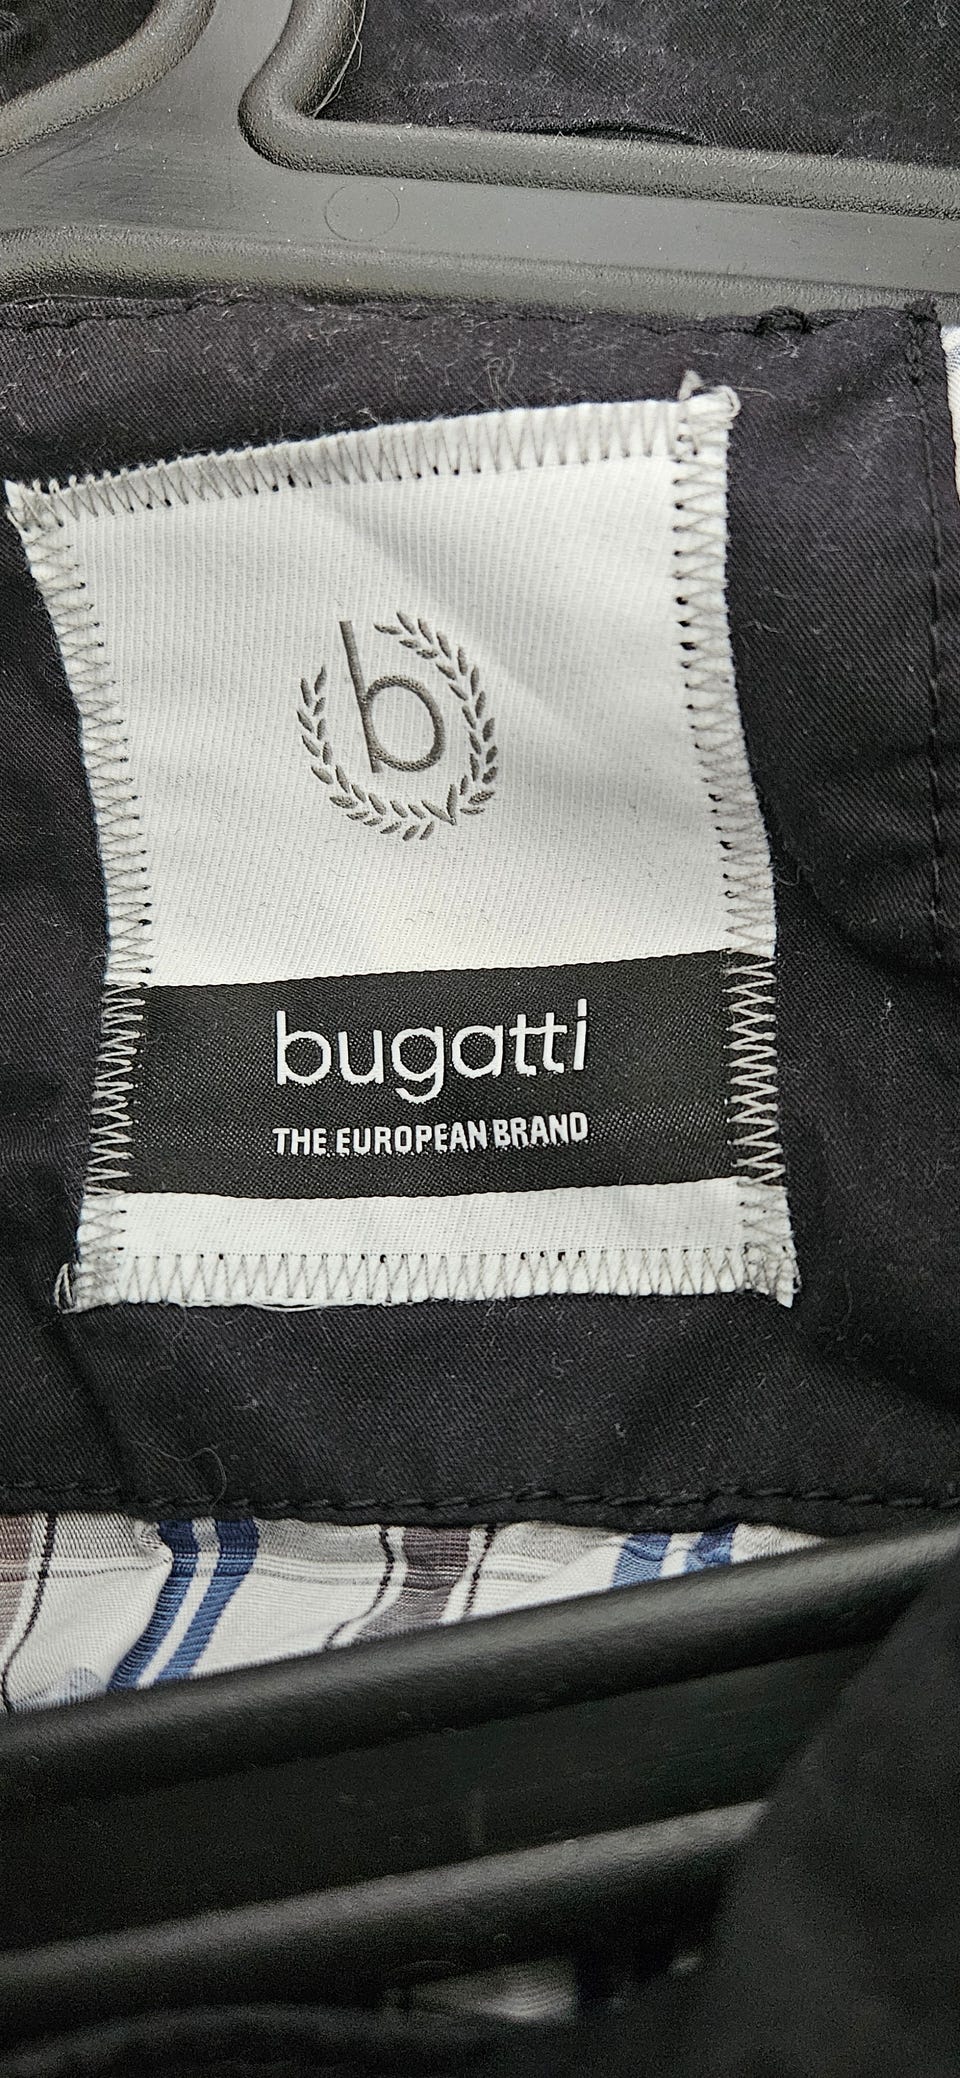 b
bugatti
THE EUROPEAN BRAND